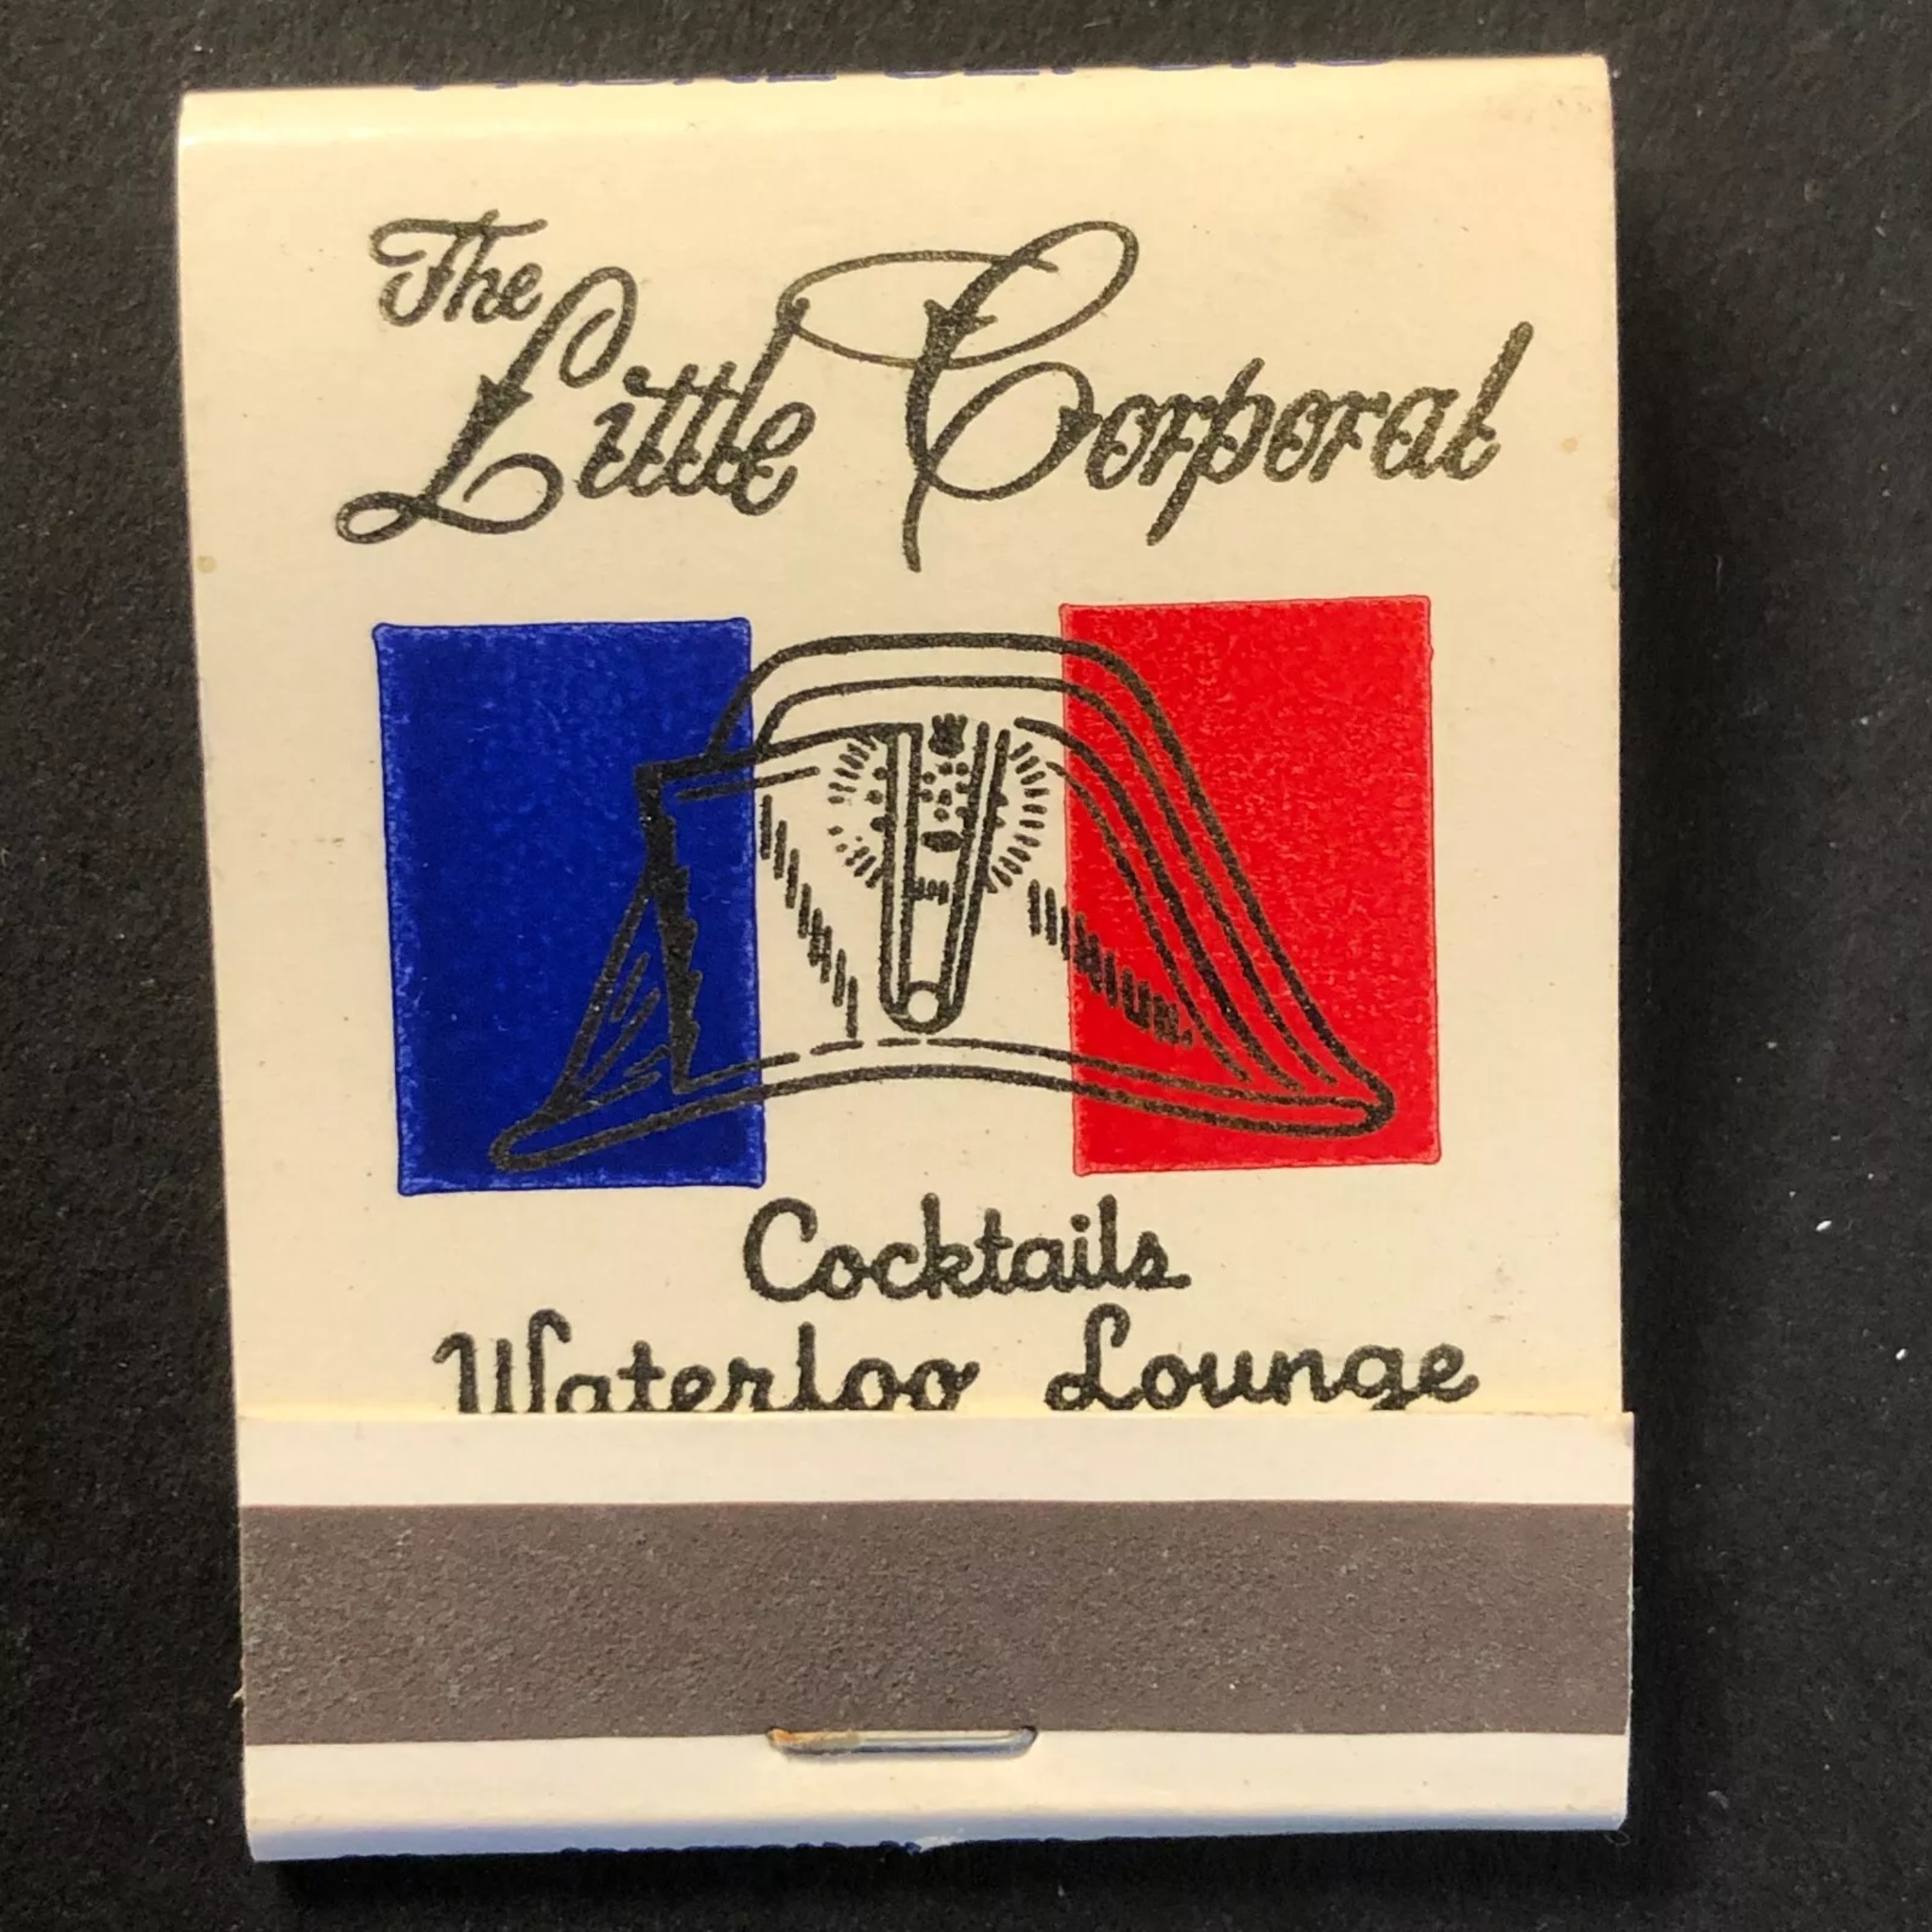 The
Little Corporal
Cocktails
Waterloo Lounge